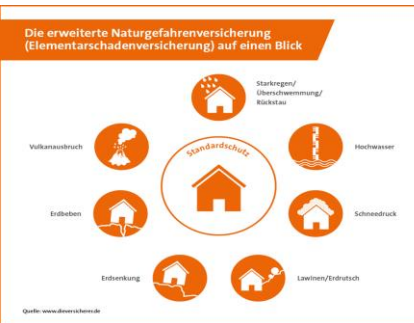 Die erweiterte Naturgefahrenversicherung
(Elementarschadenversicherung) auf einen Blick
Starkregen/
Überschwemmung/
Rückstau
Vulkanausbruch
Standardschutz
Hochwasser
Erdbeben
Schneedruck
Erdsenkung
Lawinen/Erdrutsch
Quelle: www.dieversicherer.de